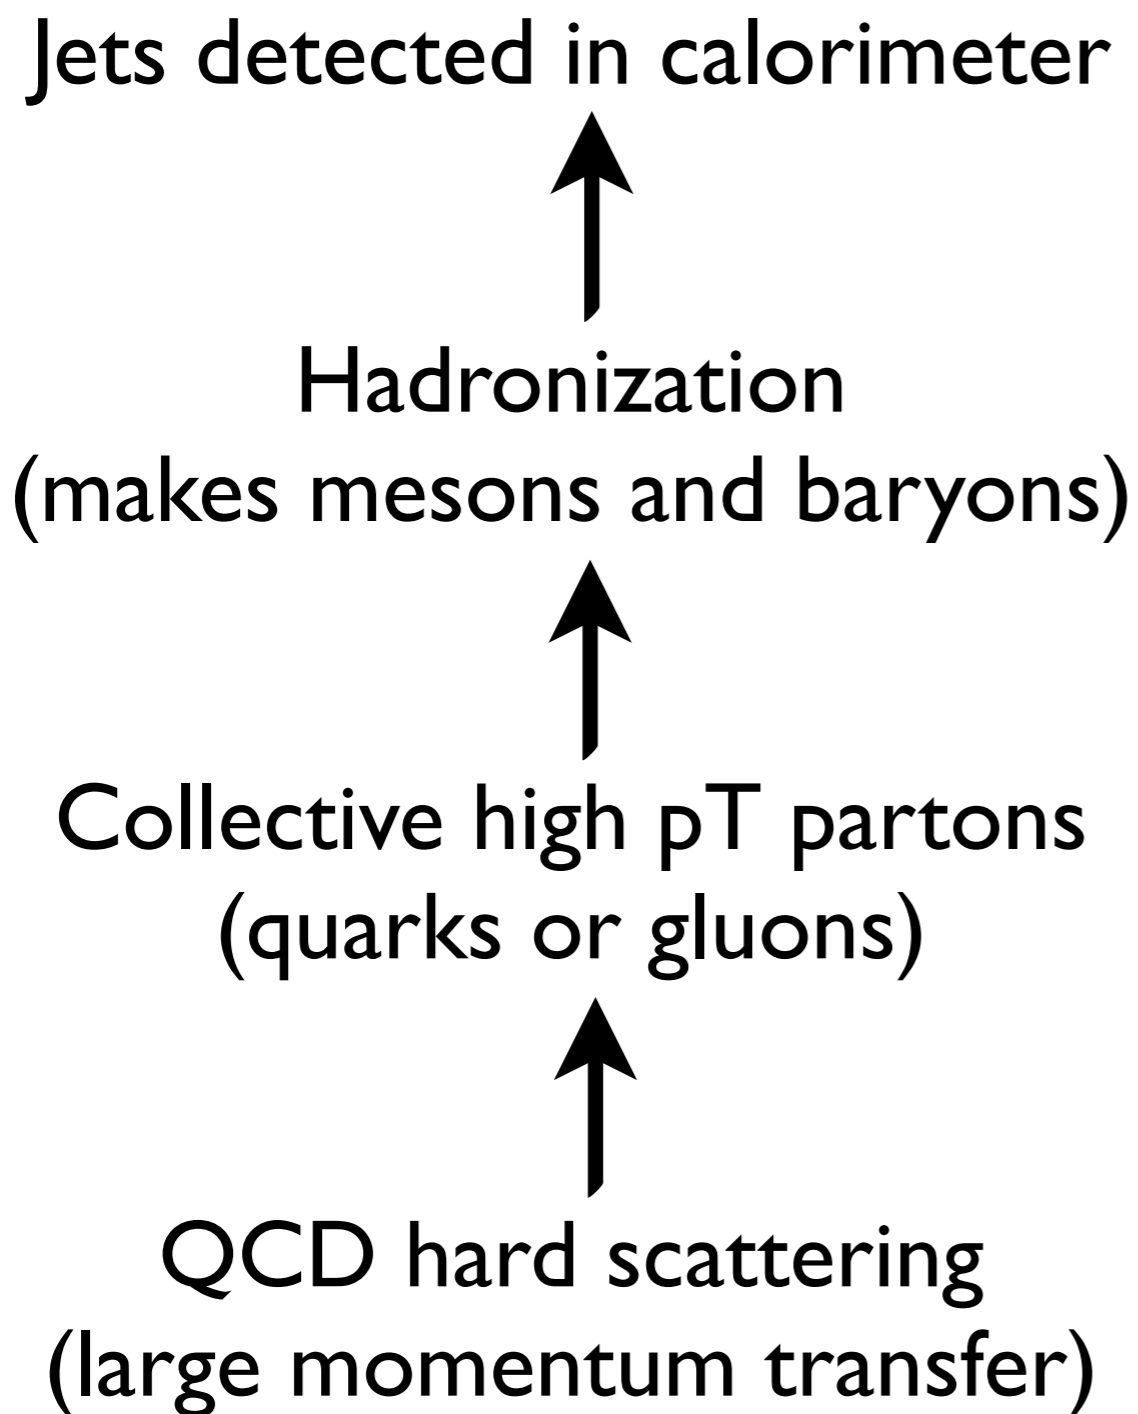 Jets detected in calorimeter
Hadronization
(makes mesons and baryons)
Collective high pT partons
(quarks or gluons)
QCD hard scattering
(large momentum transfer)